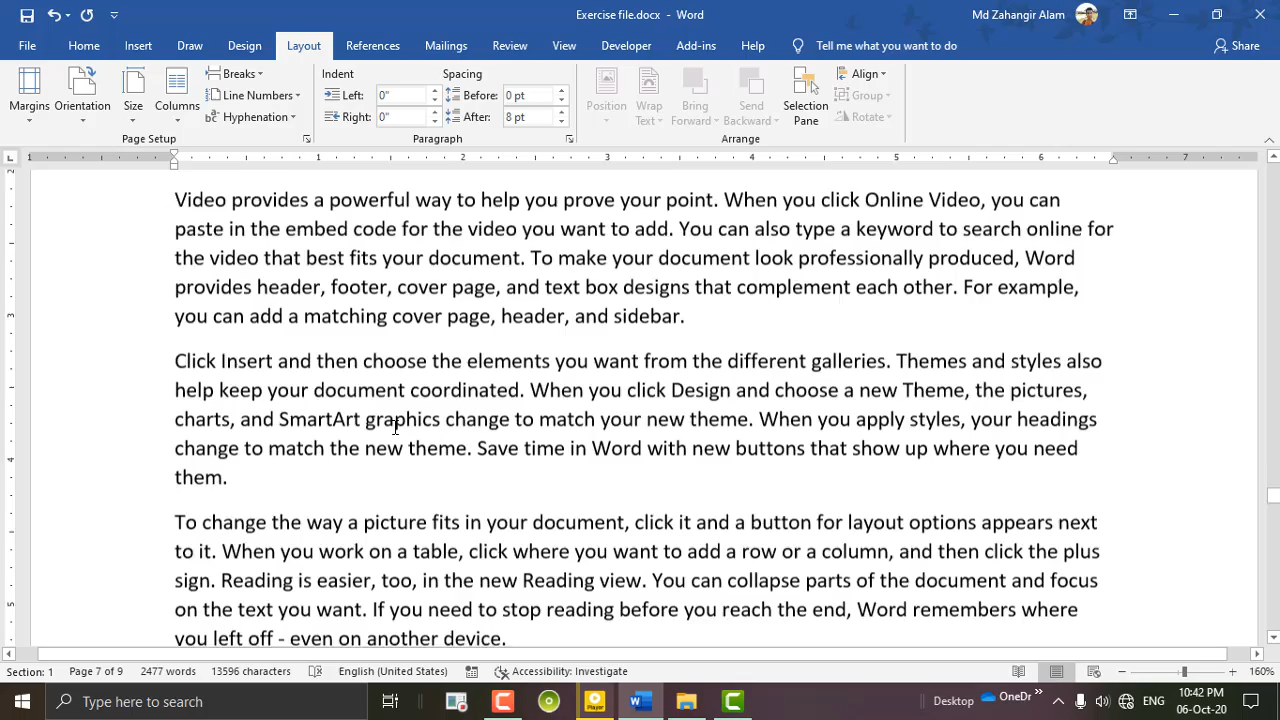 Exercise file.docx - Word
Md Zahangir Alam
File Home Insert Draw Design Layout References Mailings Review View Developer Add-ins Help Tell me what you want to do Share
Margins
Orientation
Size
Columns
Breaks
Line Numbers
Hyphenation
Page Setup
Indent
Left: 0"
Right: 0"
Spacing
Before: 0 pt
After: 8 pt
Paragraph
Position
Wrap Text
Bring Forward
Send Backward
Selection Pane
Align
Group
Rotate
Arrange
1 1 2 3 4 5 6 7
2
3
4
5
Video provides a powerful way to help you prove your point. When you click Online Video, you can
paste in the embed code for the video you want to add. You can also type a keyword to search online for
the video that best fits your document. To make your document look professionally produced, Word
provides header, footer, cover page, and text box designs that complement each other. For example,
you can add a matching cover page, header, and sidebar.
Click Insert and then choose the elements you want from the different galleries. Themes and styles also
help keep your document coordinated. When you click Design and choose a new Theme, the pictures,
charts, and SmartArt graphics change to match your new theme. When you apply styles, your headings
change to match the new theme. Save time in Word with new buttons that show up where you need
them.
To change the way a picture fits in your document, click it and a button for layout options appears next
to it. When you work on a table, click where you want to add a row or a column, and then click the plus
sign. Reading is easier, too, in the new Reading view. You can collapse parts of the document and focus
on the text you want. If you need to stop reading before you reach the end, Word remembers where
you left off - even on another device.
Section: 1 Page 7 of 9 2477 words 13596 characters English (United States) Accessibility: Investigate 160%
Type here to search
Player
Desktop
OneDr
ENG
10:42 PM
06-Oct-20